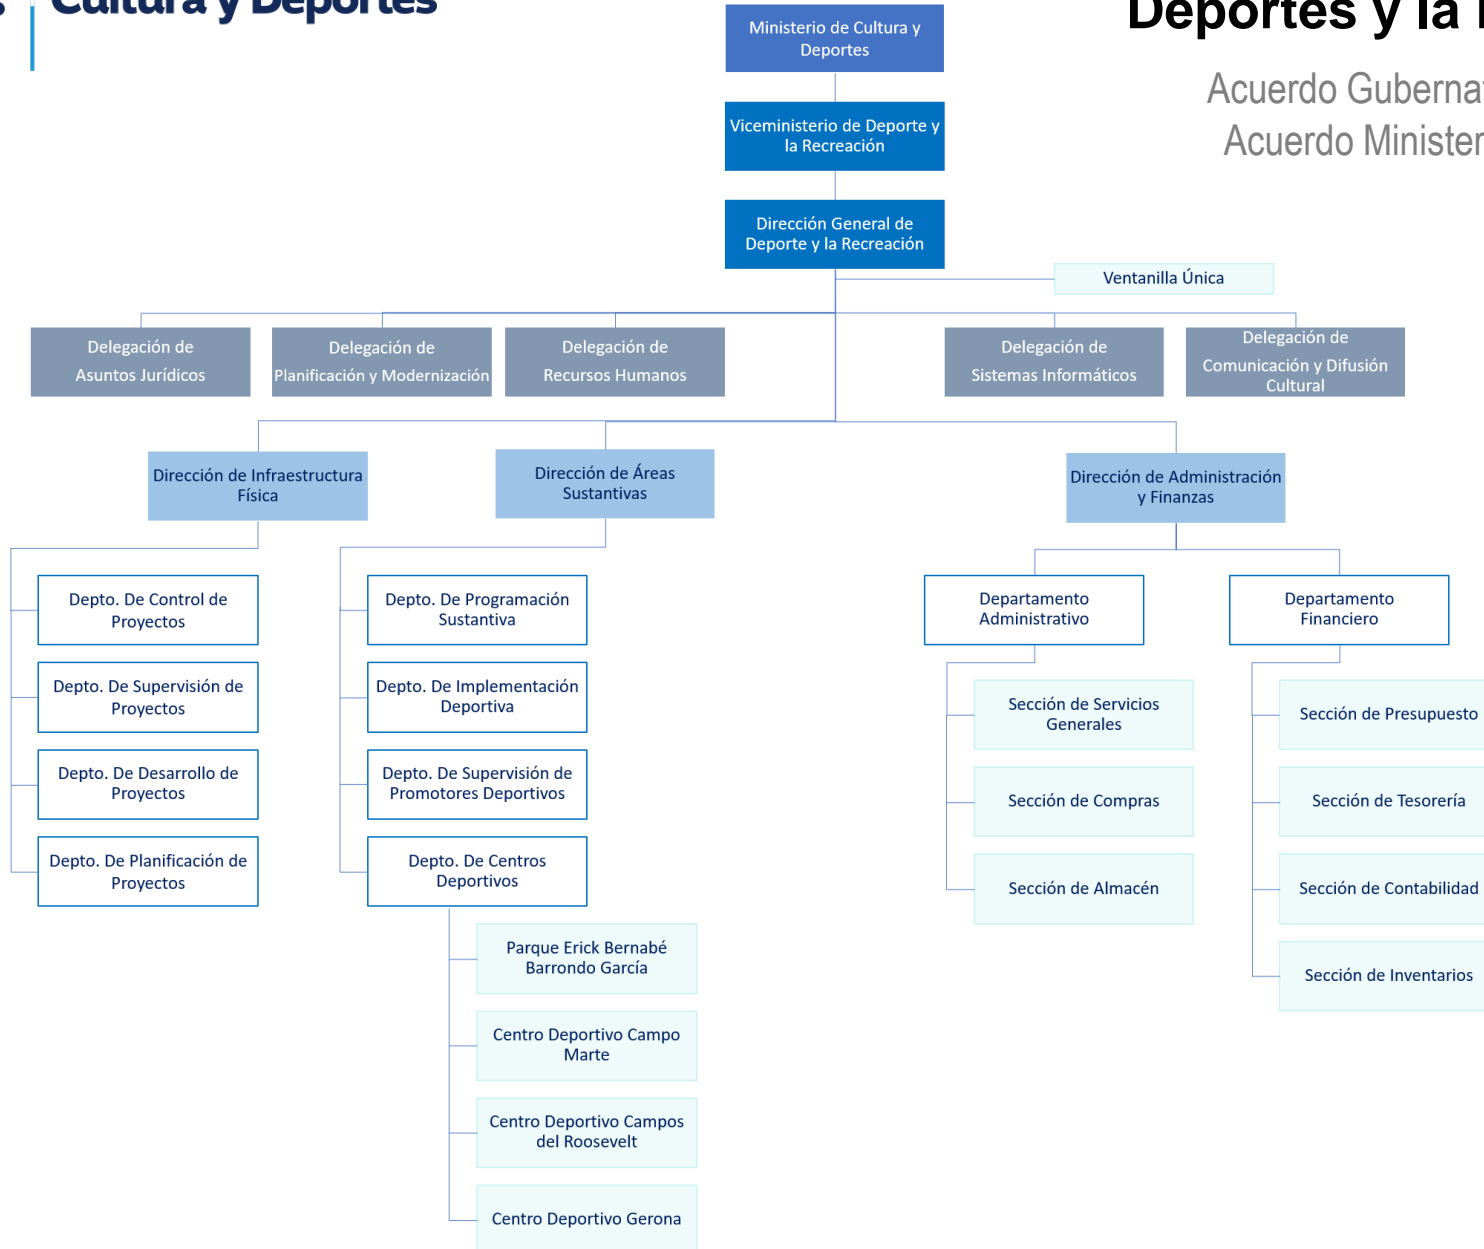 Cultura y Deportes
Deportes y la
Acuerdo Guberna
Acuerdo Minister
Ministerio de Cultura y
Deportes
Viceministerio de Deporte y
la Recreación
Dirección General de
Deporte y la Recreación
Ventanilla Única
Delegación de
Asuntos Jurídicos
Delegación de
Planificación y Modernización
Delegación de
Recursos Humanos
Delegación de
Sistemas Informáticos
Delegación de
Comunicación y Difusión
Cultural
Dirección de Infraestructura
Física
Dirección de Áreas
Sustantivas
Dirección de Administración
y Finanzas
Depto. De Control de
Proyectos
Depto. De Supervisión de
Proyectos
Depto. De Desarrollo de
Proyectos
Depto. De Planificación de
Proyectos
Depto. De Programación
Sustantiva
Depto. De Implementación
Deportiva
Depto. De Supervisión de
Promotores Deportivos
Depto. De Centros
Deportivos
Parque Erick Bernabé
Barrondo García
Centro Deportivo Campo
Marte
Centro Deportivo Campos
del Roosevelt
Centro Deportivo Gerona
Departamento
Administrativo
Sección de Servicios
Generales
Sección de Compras
Sección de Almacén
Departamento
Financiero
Sección de Presupuesto
Sección de Tesorería
Sección de Contabilidad
Sección de Inventarios